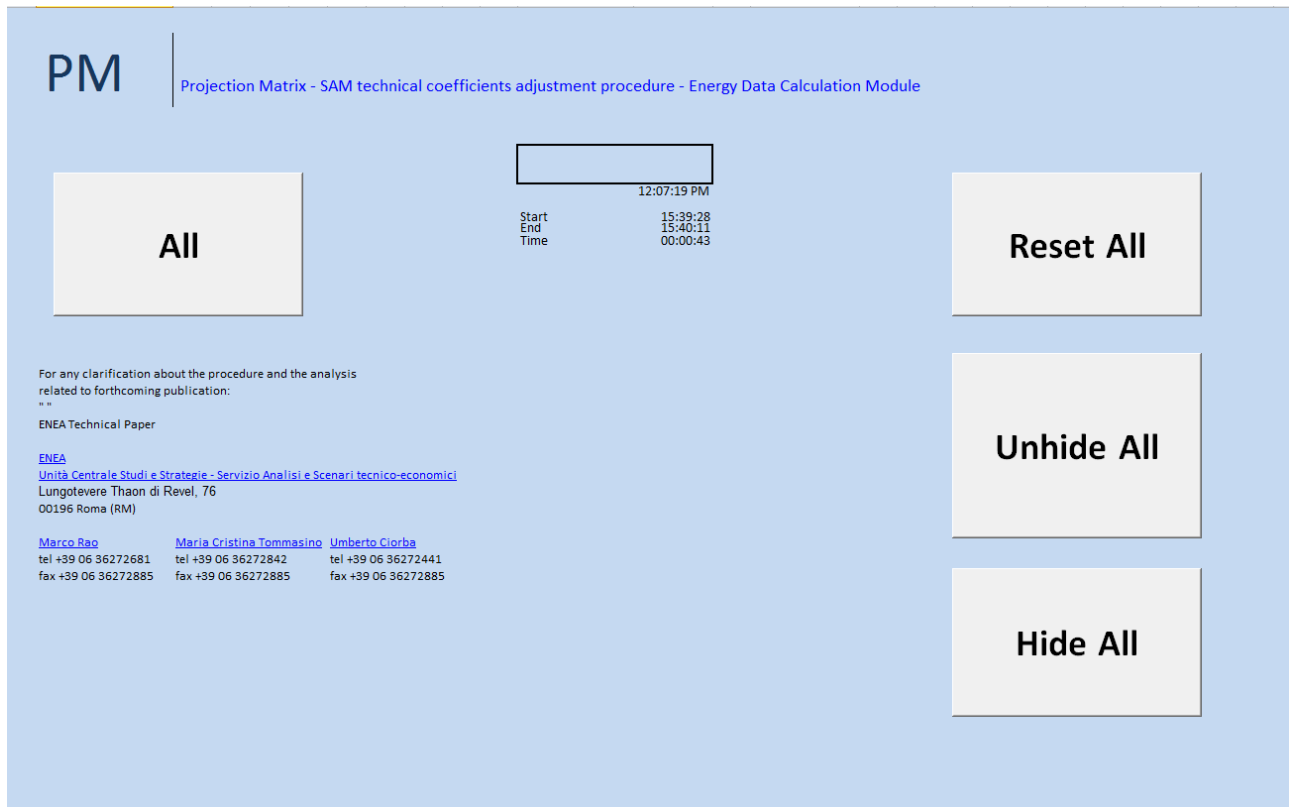 PM
Projection Matrix - SAM technical coefficients adjustment procedure - Energy Data Calculation Module
12:07:19 PM
Start 15:39:28
End 15:40:11
Time 00:00:43
All
Reset All
For any clarification about the procedure and the analysis
related to forthcoming publication:
" "
ENEA Technical Paper
Unhide All
ENEA
Unità Centrale Studi e Strategie - Servizio Analisi e Scenari tecnico-economici
Lungotevere Thaon di Revel, 76
00196 Roma (RM)
Marco Rao Maria Cristina Tommasino Umberto Ciorba
tel +39 06 36272681 tel +39 06 36272842 tel +39 06 36272441
fax +39 06 36272885 fax +39 06 36272885 fax +39 06 36272885
Hide All